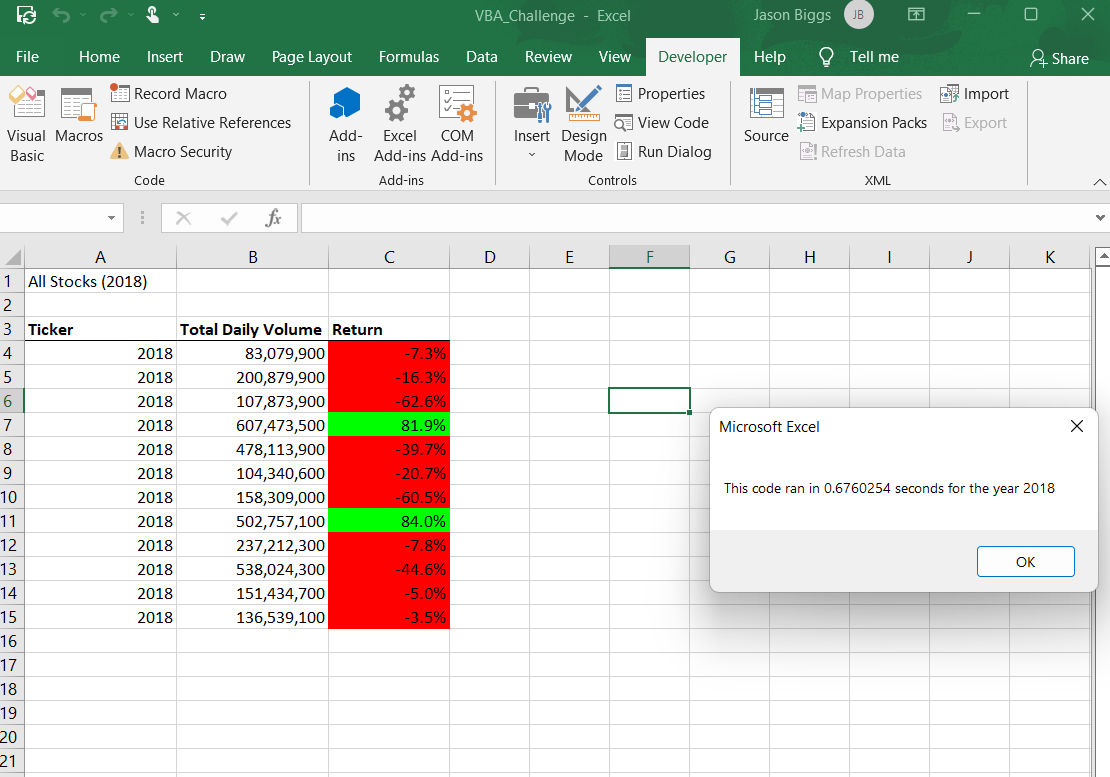 VBA_Challenge - Excel
Jason Biggs JB
File Home Insert Draw Page Layout Formulas Data Review View Developer Help Tell me Share
Visual Basic
Macros
Record Macro
Use Relative References
Macro Security
Code
Add-ins
Excel Add-ins
COM Add-ins
Add-ins
Insert
Design Mode
Properties
View Code
Run Dialog
Controls
Source
Map Properties
Expansion Packs
Refresh Data
Import
Export
XML
fx
A B C D E F G H I J K
1 All Stocks (2018)
2
3 Ticker Total Daily Volume Return
4 2018 83,079,900 -7.3%
5 2018 200,879,900 -16.3%
6 2018 107,873,900 -62.6%
7 2018 607,473,500 81.9%
8 2018 478,113,900 -39.7%
9 2018 104,340,600 -20.7%
10 2018 158,309,000 -60.5%
11 2018 502,757,100 84.0%
12 2018 237,212,300 -7.8%
13 2018 538,024,300 -44.6%
14 2018 151,434,700 -5.0%
15 2018 136,539,100 -3.5%
16
17
18
19
20
21
Microsoft Excel
This code ran in 0.6760254 seconds for the year 2018
OK